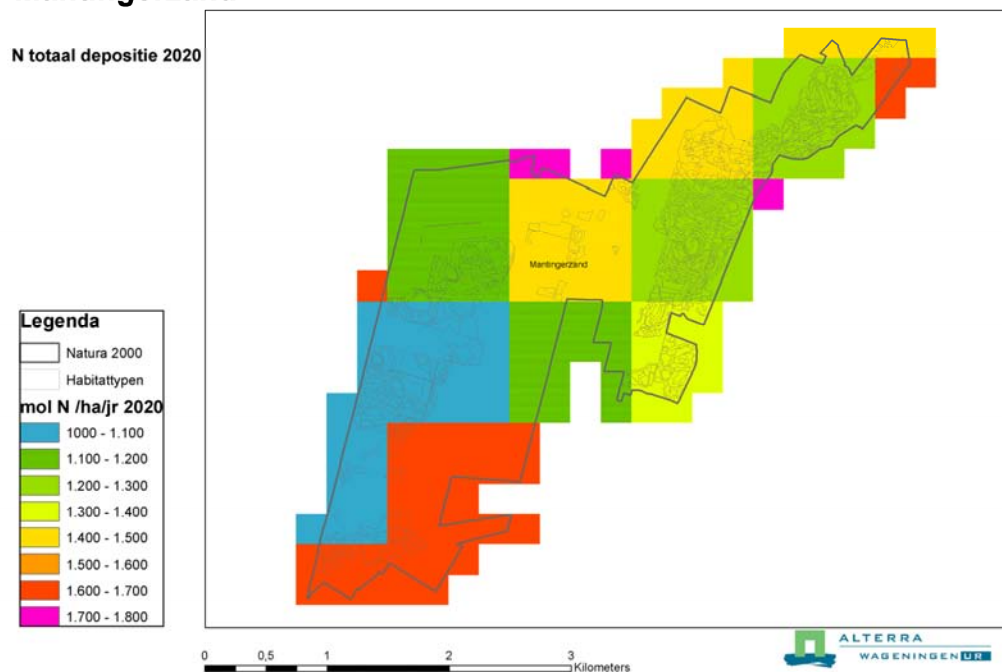 N totaal depositie 2020
Mantingerzand
Legenda
Natura 2000
Habitattypen
mol N /ha/jr 2020
1000 - 1.100
1.100 - 1.200
1.200 - 1.300
1.300 - 1.400
1.400 - 1.500
1.500 - 1.600
1.600 - 1.700
1.700 - 1.800
0 0,5 1 2 3
Kilometers
ALTERRA
WAGENINGEN UR